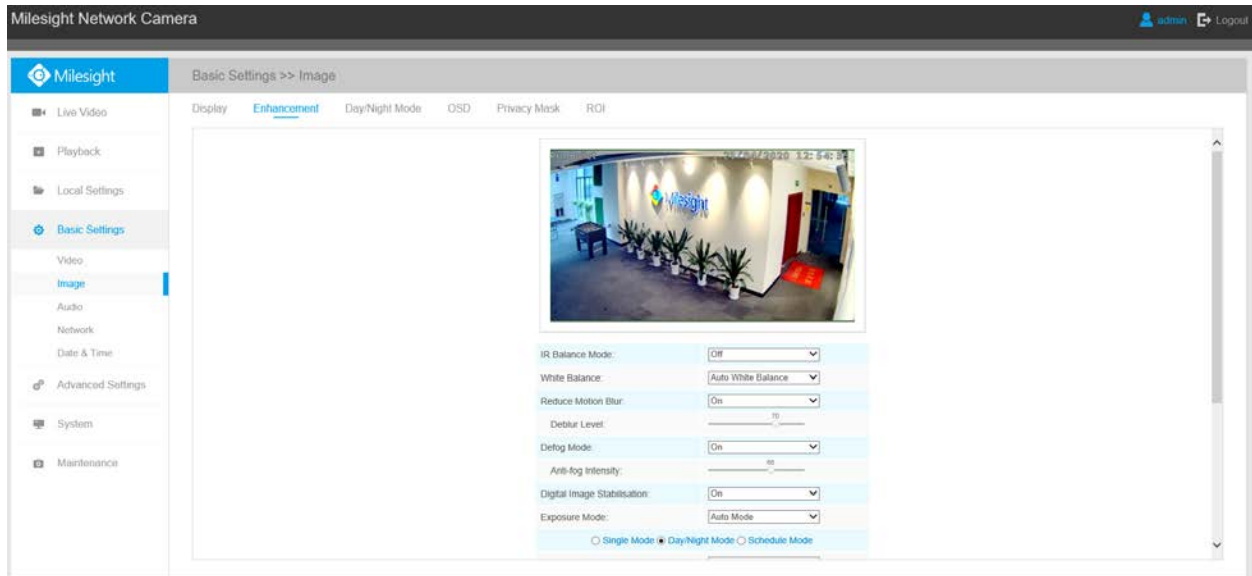 Milesight Network Camera
admin Logout
Milesight
Basic Settings >> Image
Live Video
Playback
Local Settings
Basic Settings
Video
Image
Audio
Network
Date & Time
Advanced Settings
System
Maintenance
Display Enhancement Day/Night Mode OSD Privacy Mask ROI
Milesight
IR Balance Mode: Off
White Balance: Auto White Balance
Reduce Motion Blur: On
Deblur Level: 70
Defog Mode: On
Anti-fog Intensity:
Digital Image Stabilisation: On
Exposure Mode: Auto Mode
Single Mode Day/Night Mode Schedule Mode